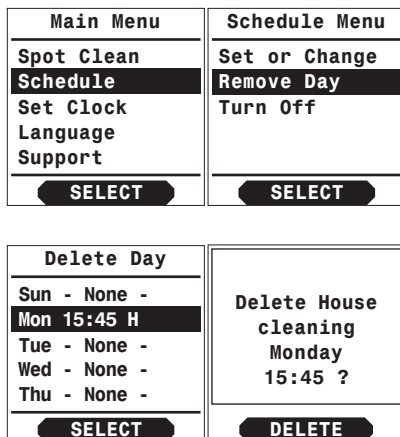 Main Menu
Spot Clean
Schedule
Set Clock
Language
Support
SELECT
Schedule Menu
Set or Change
Remove Day
Turn Off
SELECT
Delete Day
Sun - None -
Mon 15:45 H
Tue - None -
Wed - None -
Thu - None -
SELECT
Delete House
cleaning
Monday
15:45 ?
DELETE